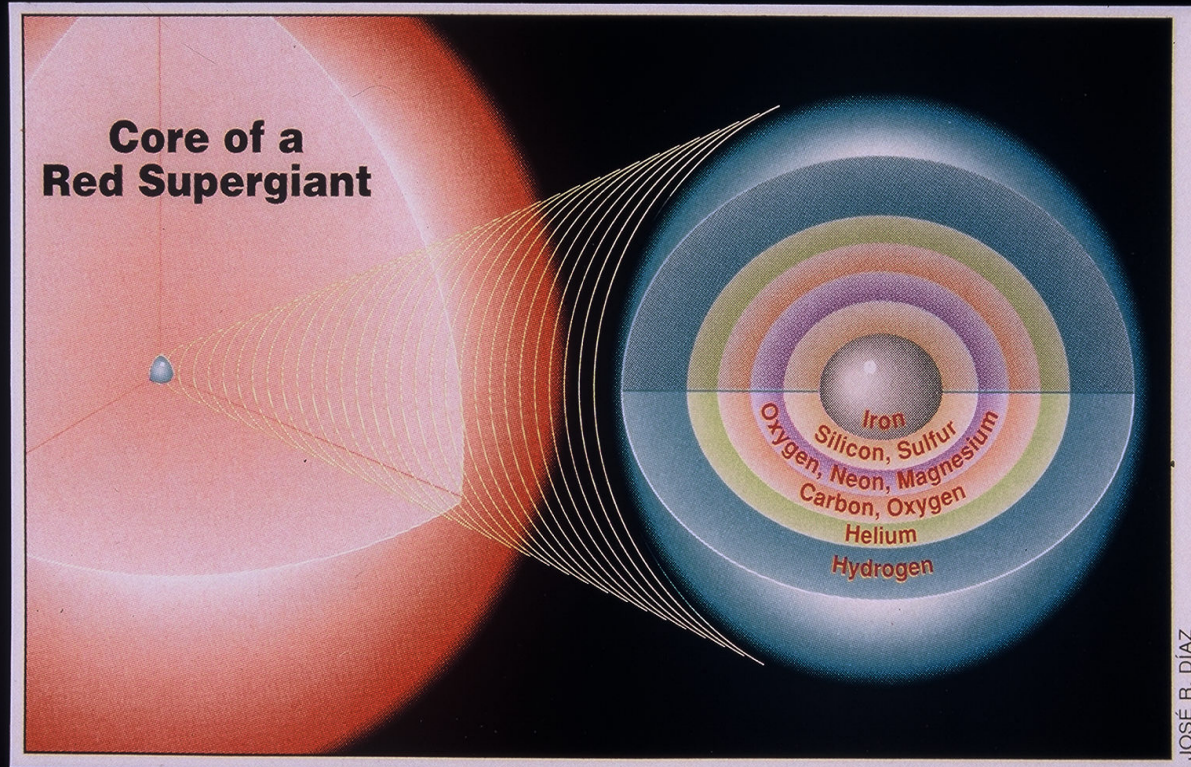 Core of a
Red Supergiant
Iron
Silicon, Sulfur
Oxygen, Neon, Magnesium
Carbon, Oxygen
Helium
Hydrogen
JOSÉ R. DÍAZ